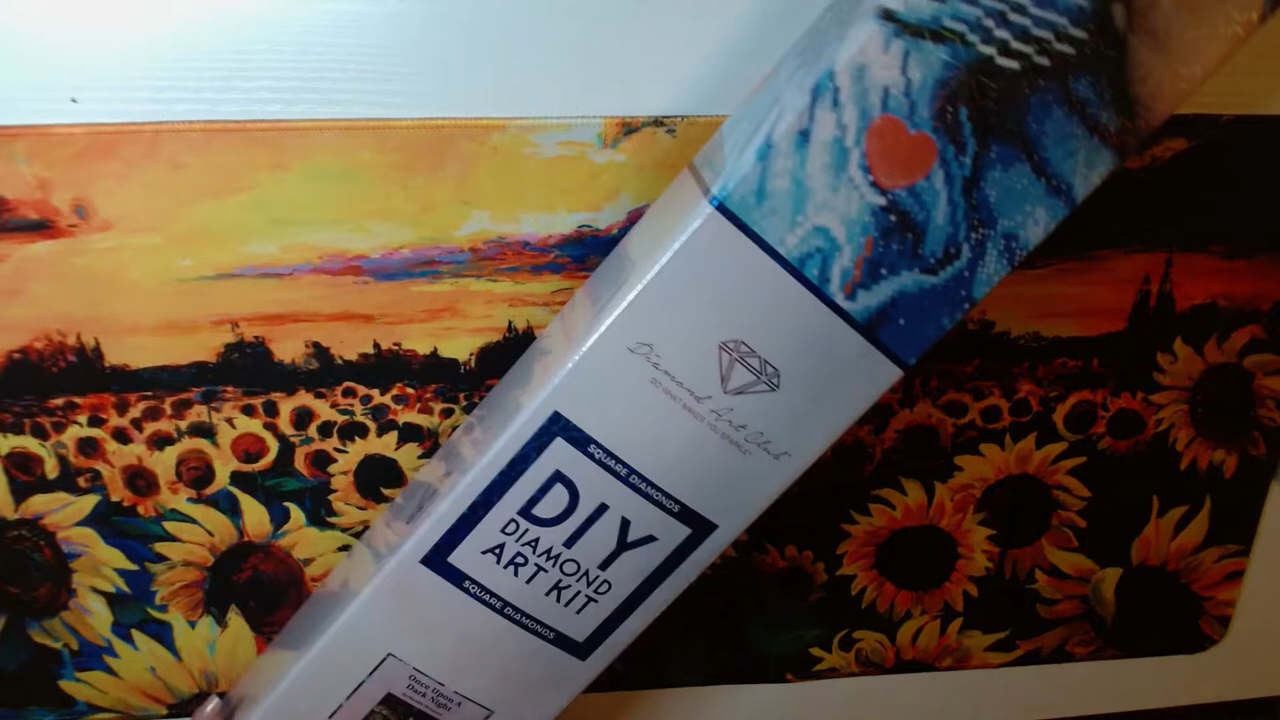 Diamond Art Club
DO WHAT MAKES YOU SPARKLE
SQUARE DIAMONDS
DIY
DIAMOND
ART KIT
SQUARE DIAMONDS
Once Upon A
Dark Night